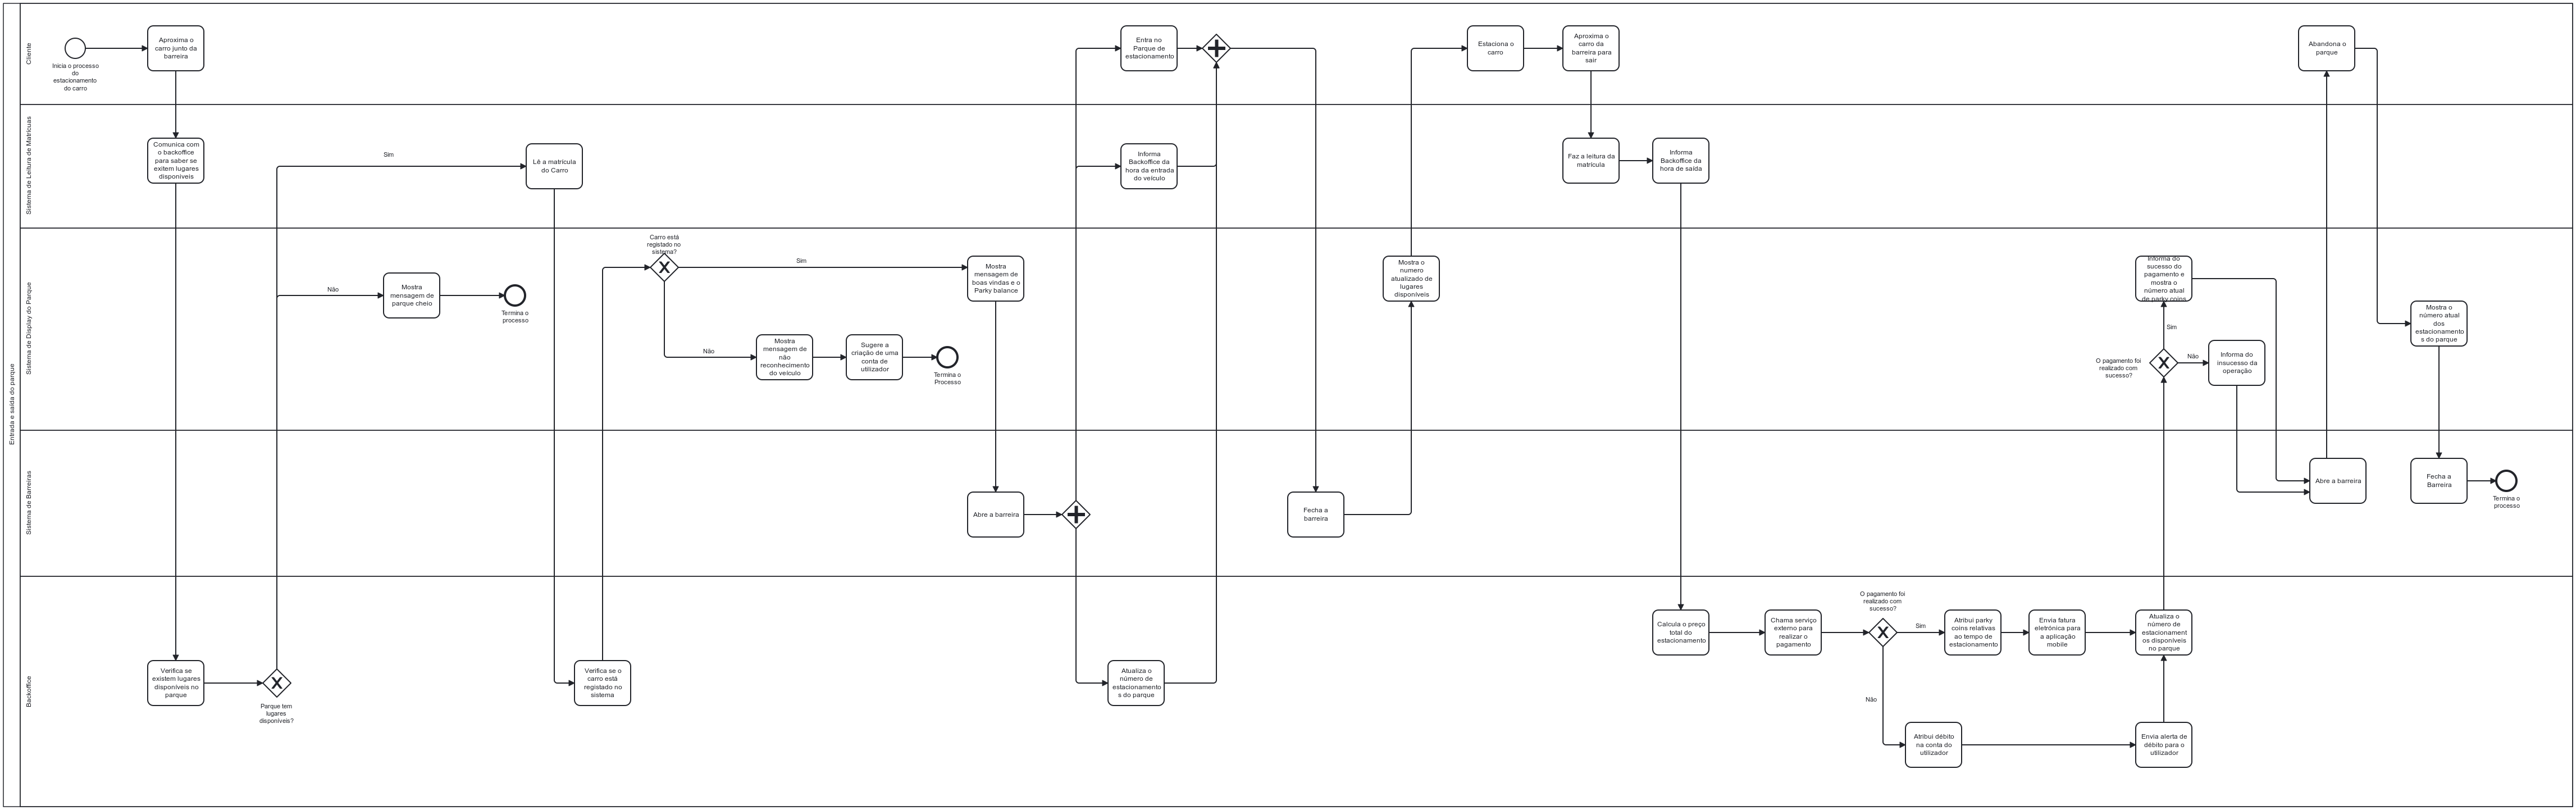 Entrada e saída do parque
Cliente
Inicia o processo
do
estacionamento
do carro
Aproxima o
carro junto da
barreira
Entra no
Parque de
estacionamento
Estaciona o
carro
Aproxima o
carro da
barreira para
sair
Abandona o
parque
Sistema de Leitura de Matrículas
Comunica com
o backoffice
para saber se
exitem lugares
disponíveis
Sim
Lê a matrícula
do Carro
Informa
Backoffice da
hora da entrada
do veículo
Faz a leitura da
matrícula
Informa
Backoffice da
hora de saída
Sistema de Display do Parque
Não
Mostra
mensagem de
parque cheio
Termina o
processo
Carro está
registado no
sistema?
Sim
Mostra
mensagem de
boas vindas e o
Parky balance
Não
Mostra
mensagem de
não
reconhecimento
do veículo
Sugere a
criação de uma
conta de
utilizador
Termina o
Processo
Mostra o
numero
atualizado de
lugares
disponíveis
Informa do
sucesso do
pagamento e
mostra o
número atual
de parky coins
Sim
O pagamento foi
realizado com
sucesso?
Não
Informa do
insucesso da
operação
Mostra o
número atual
dos
estacionamento
s do parque
Sistema de Barreiras
Abre a barreira
Fecha a
barreira
Abre a barreira
Fecha a
Barreira
Termina o
processo
Backoffice
Verifica se
existem lugares
disponíveis no
parque
Parque tem
lugares
disponíveis?
Verifica se o
carro está
registado no
sistema
Atualiza o
número de
estacionamento
s do parque
Calcula o preço
total do
estacionamento
Chama serviço
externo para
realizar o
pagamento
O pagamento foi
realizado com
sucesso?
Sim
Atribui parky
coins relativas
ao tempo de
estacionamento
Envia fatura
eletrónica para
a aplicação
mobile
Atualiza o
número de
estacionament
os disponíveis
no parque
Não
Atribui débito
na conta do
utilizador
Envia alerta de
débito para o
utilizador